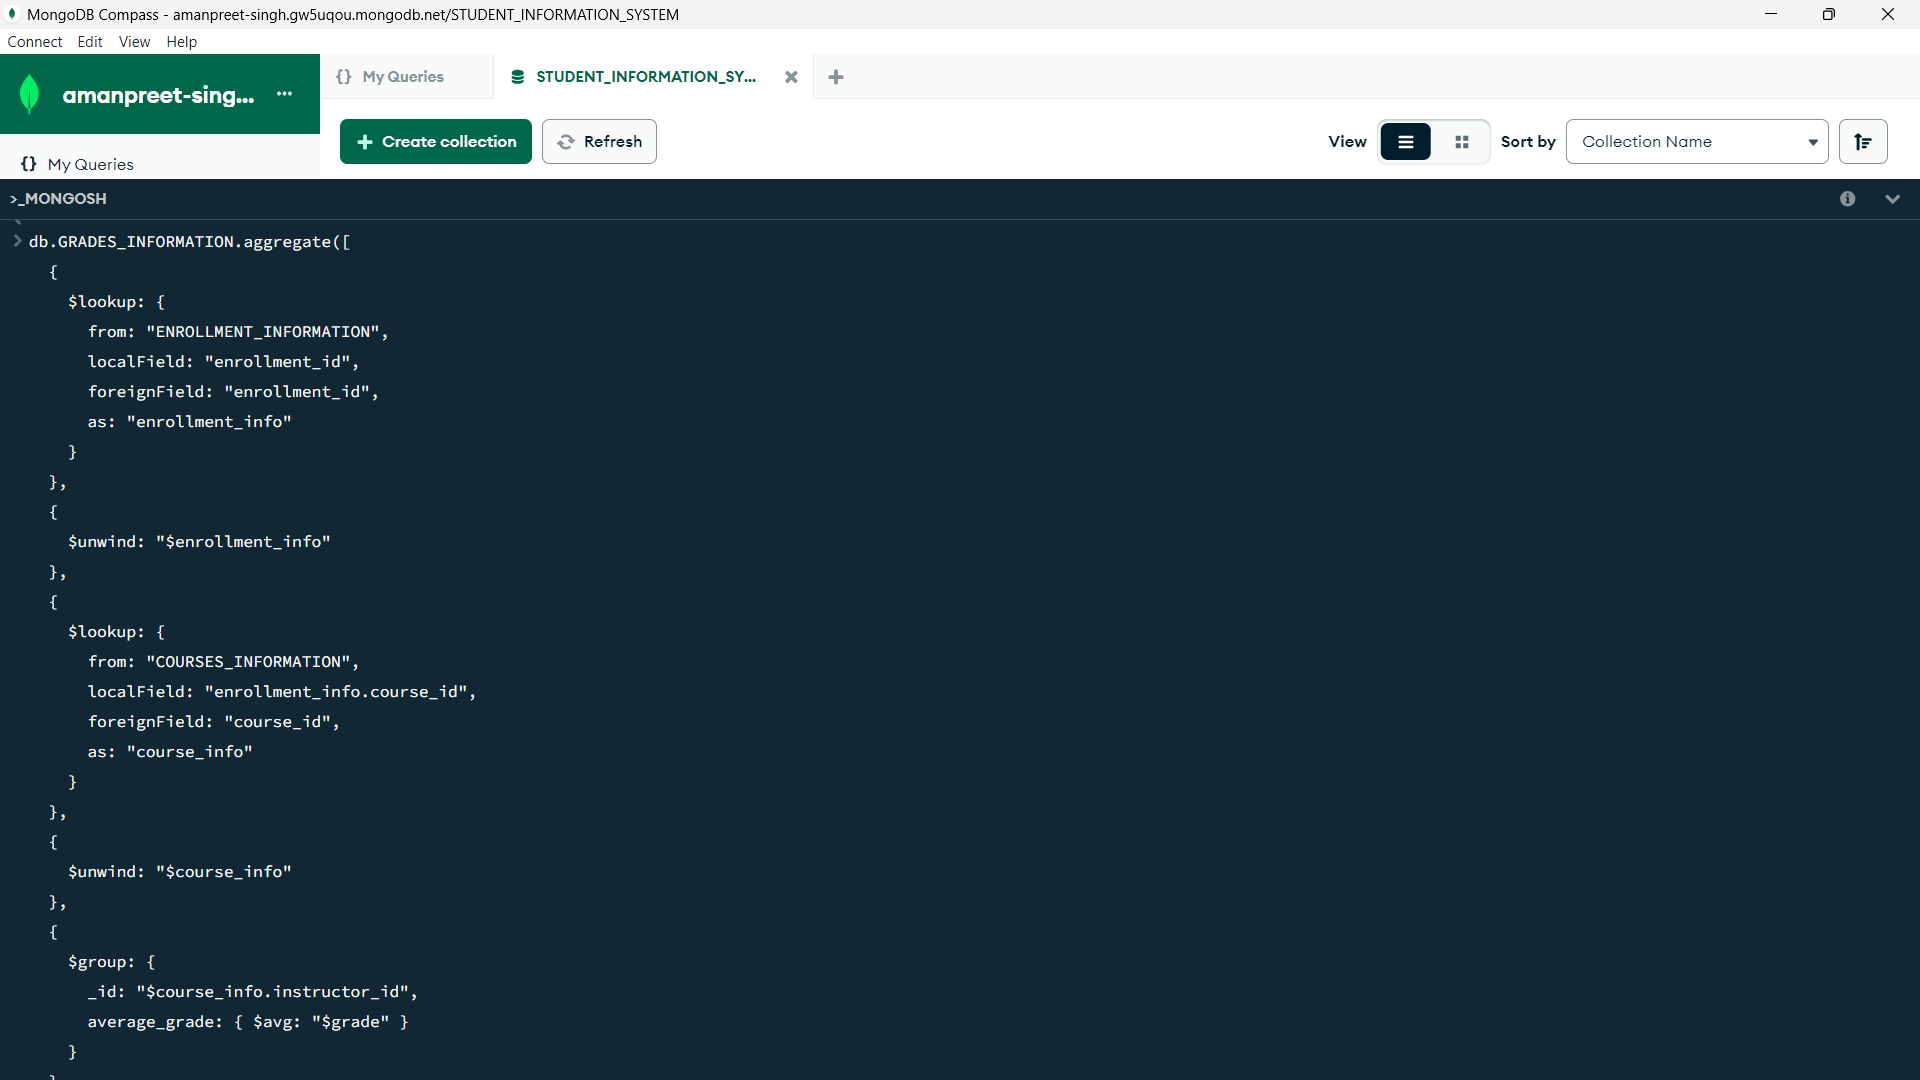 MongoDB Compass - amanpreet-singh.gw5uqou.mongodb.net/STUDENT_INFORMATION_SYSTEM
Connect Edit View Help
amanpreet-sing... ...
{} My Queries
STUDENT_INFORMATION_SY...
Create collection
Refresh
View
Sort by
Collection Name
{} My Queries
>_MONGOSH
> db.GRADES_INFORMATION.aggregate([
{
$lookup: {
from: "ENROLLMENT_INFORMATION",
localField: "enrollment_id",
foreignField: "enrollment_id",
as: "enrollment_info"
}
},
{
$unwind: "$enrollment_info"
},
{
$lookup: {
from: "COURSES_INFORMATION",
localField: "enrollment_info.course_id",
foreignField: "course_id",
as: "course_info"
}
},
{
$unwind: "$course_info"
},
{
$group: {
_id: "$course_info.instructor_id",
average_grade: { $avg: "$grade" }
}